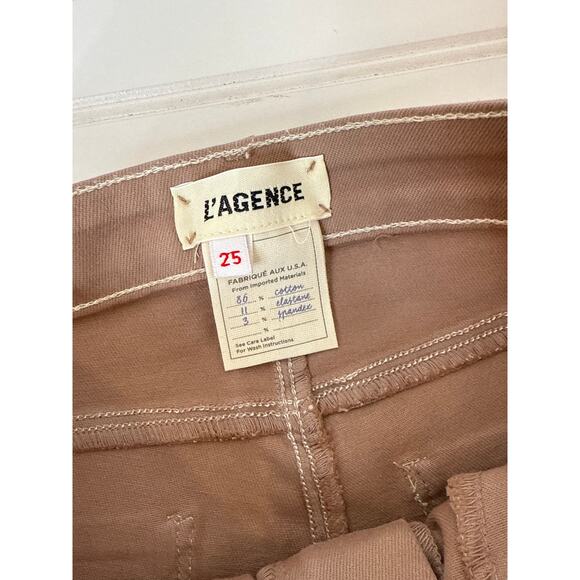 L'AGENCE
25
FABRIQUÉ AUX U.S.A.
From Imported Materials
86 % cotton
11 % elastane
3 % spandex
%
See Care Label
For Wash Instructions